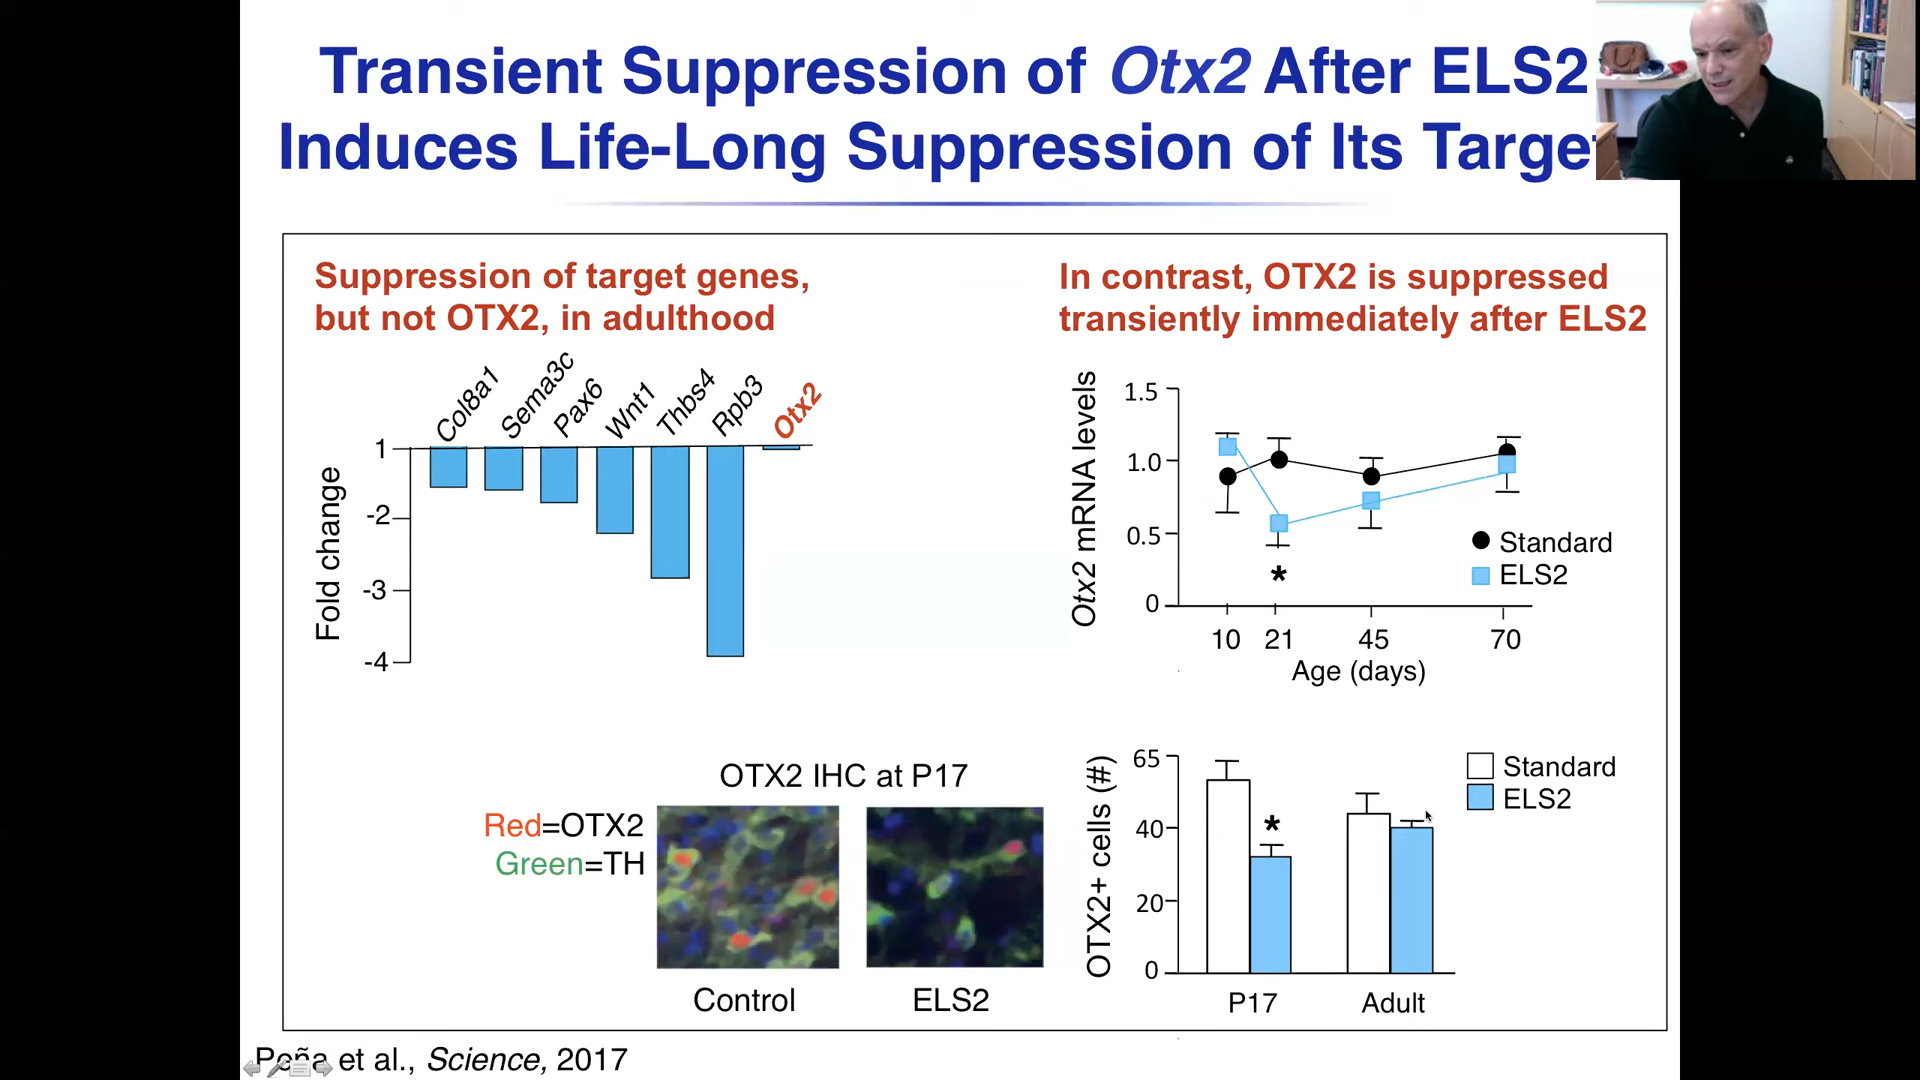 Transient Suppression of Otx2 After ELS2
Induces Life-Long Suppression of Its Target
Suppression of target genes,
but not OTX2, in adulthood
In contrast, OTX2 is suppressed
transiently immediately after ELS2
Col8a1
Sema3c
Pax6
Wnt1
Thbs4
Rpb3
Otx2
1
-2
-3
-4
Fold change
Otx2 mRNA levels
1.5
1.0
0.5
0
*
Standard
ELS2
10 21 45 70
Age (days)
OTX2 IHC at P17
Red=OTX2
Green=TH
Control
ELS2
OTX2+ cells (#)
65
40
20
0
*
Standard
ELS2
P17
Adult
Peña et al., Science, 2017